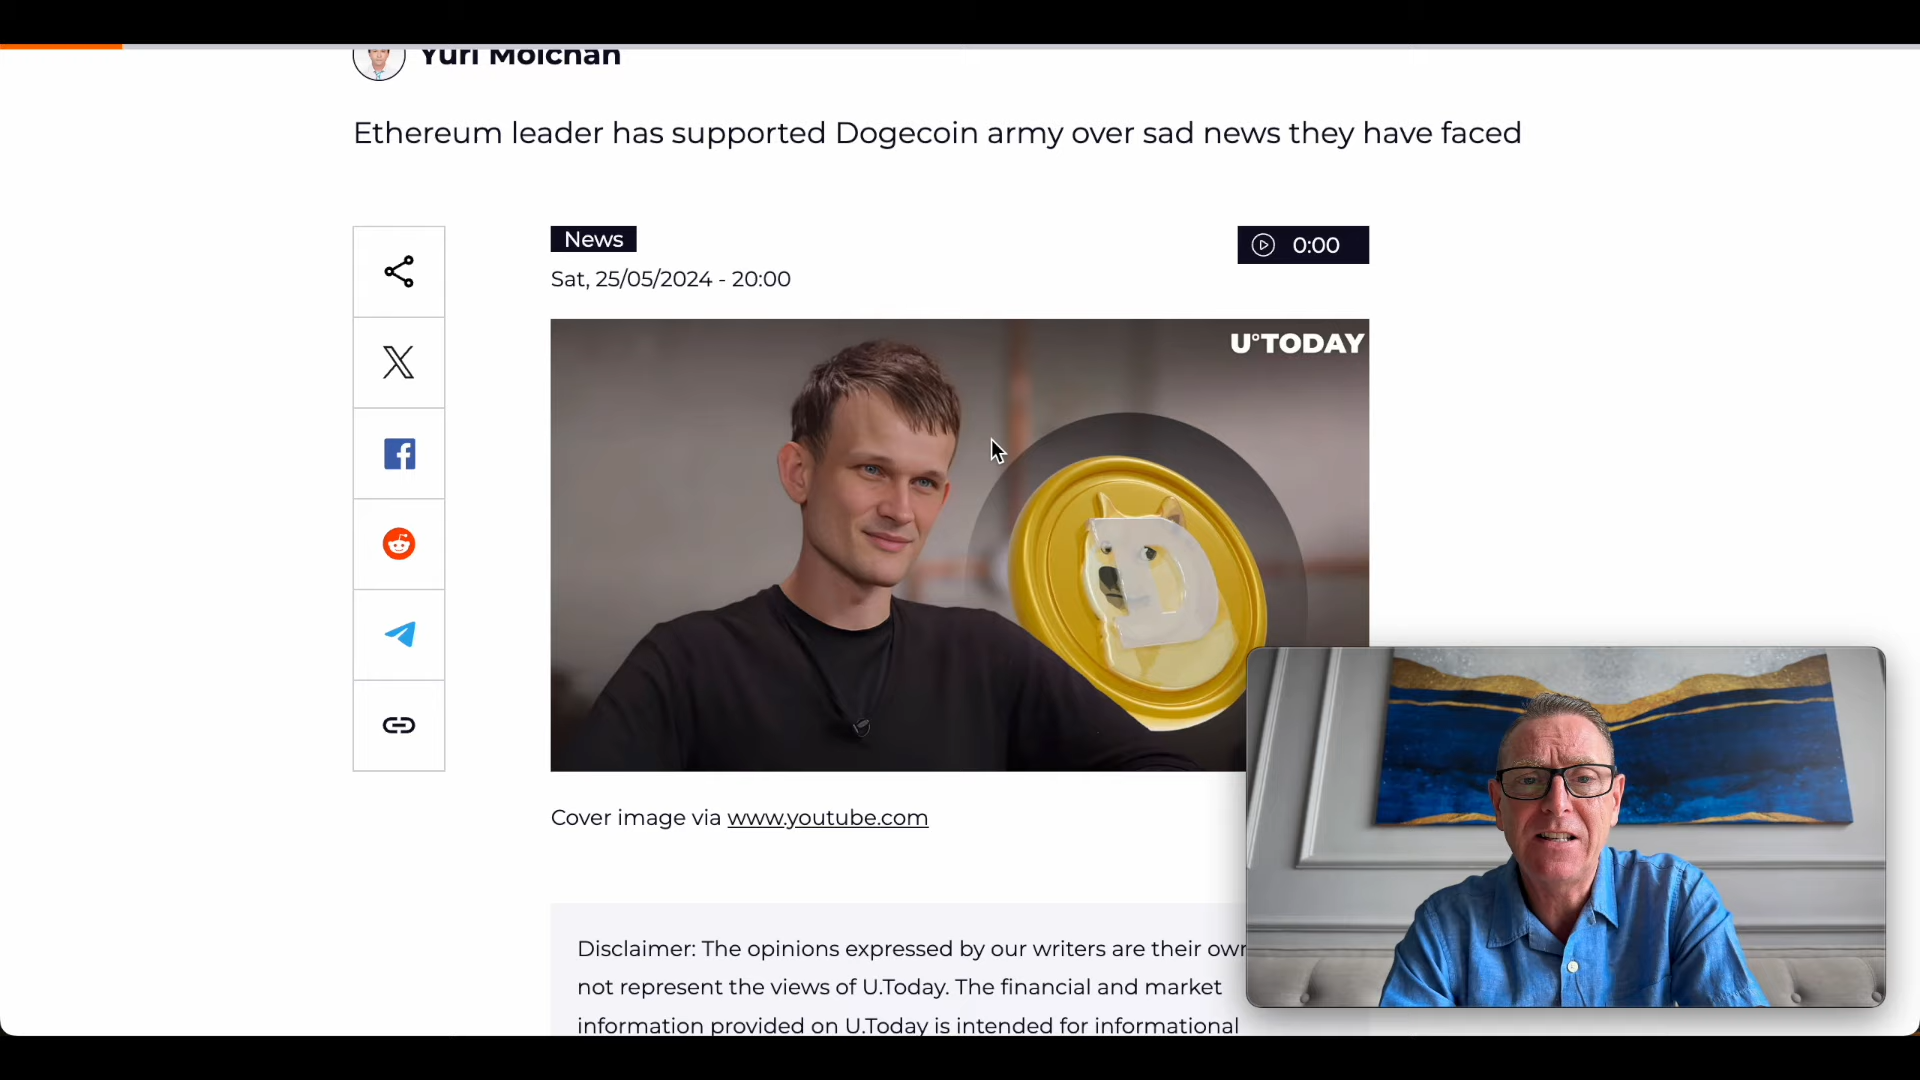 Yuri Molchan
Ethereum leader has supported Dogecoin army over sad news they have faced
News
0:00
Sat, 25/05/2024 - 20:00
U°TODAY
D
Cover image via www.youtube.com
Disclaimer: The opinions expressed by our writers are their own
not represent the views of U.Today. The financial and market
information provided on U.Today is intended for informational